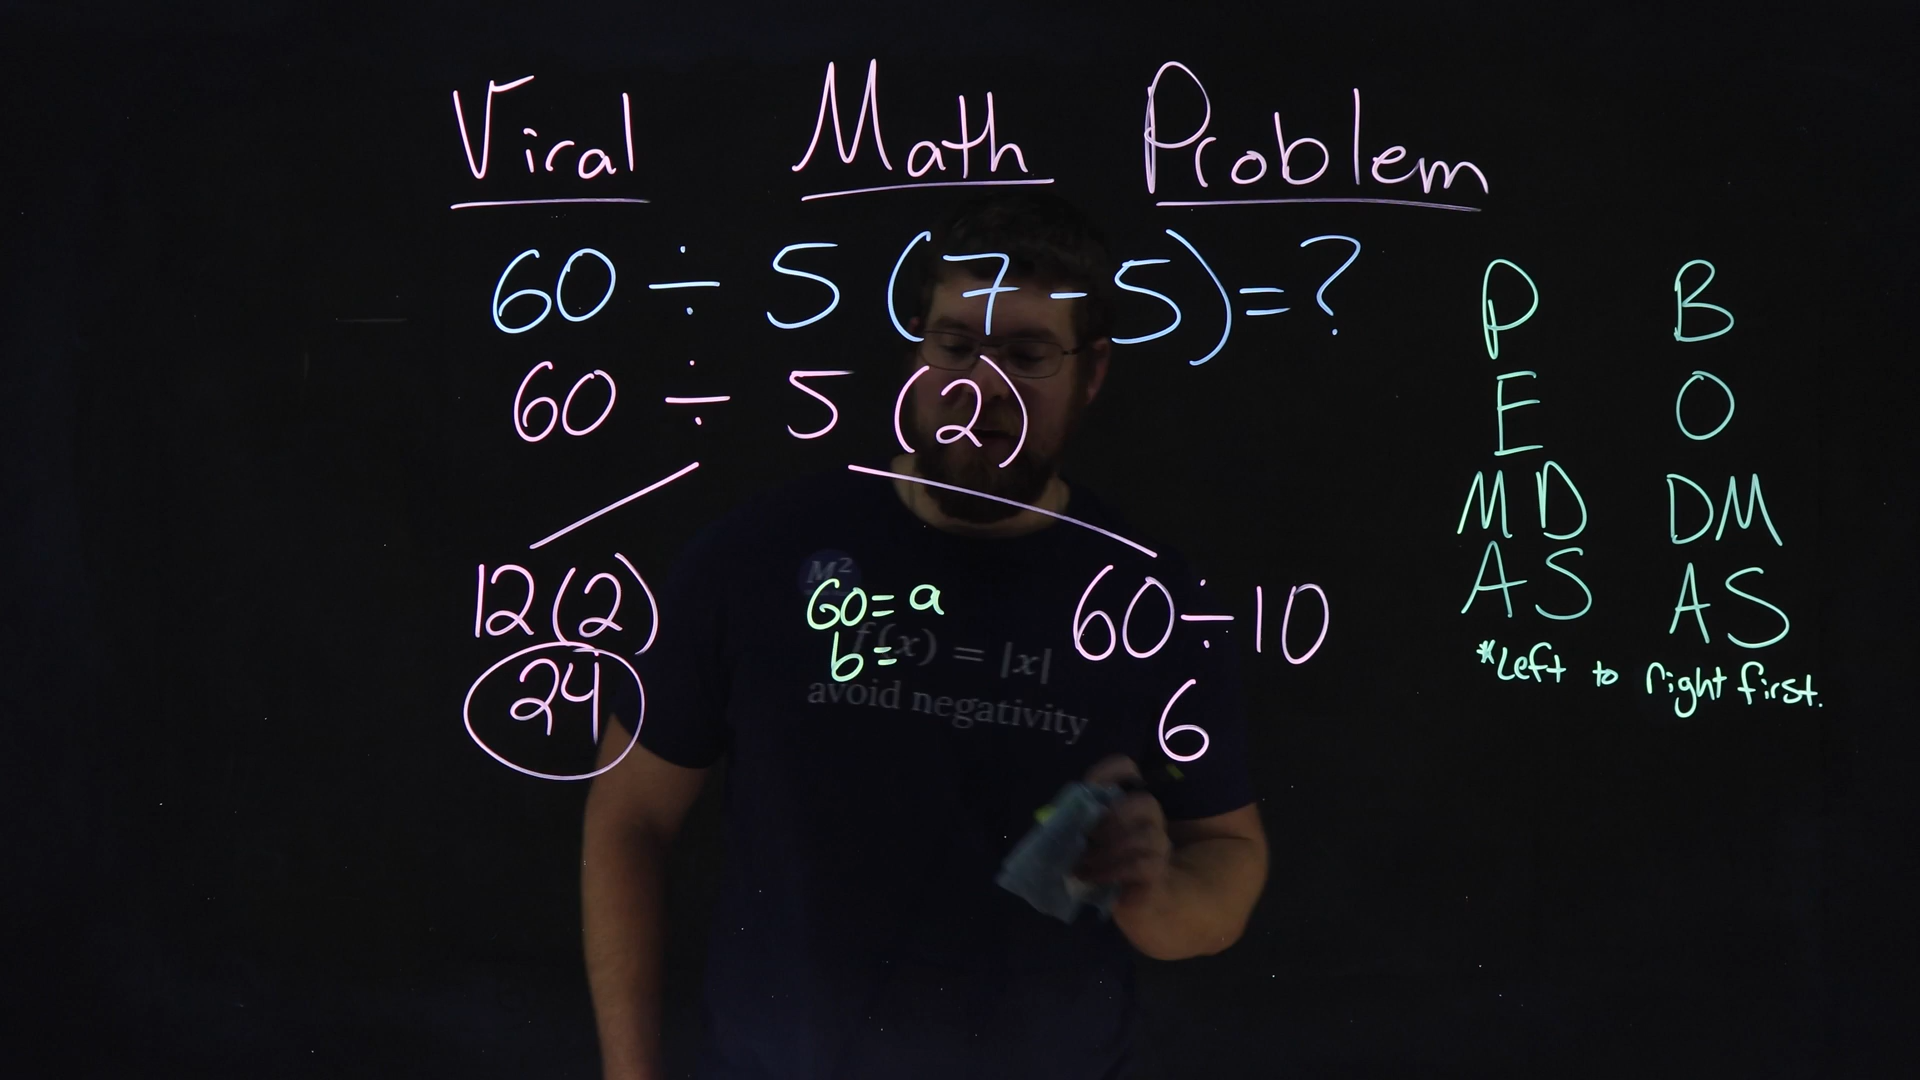 Viral Math Problem
60 ÷ 5 (7-5)=?
60 ÷ 5 (2)
12(2)
24
60= a
b=
60÷10
6
P B
E O
MD DM
AS AS
*Left to right first.
M²
f(x) = |x|
avoid negativity